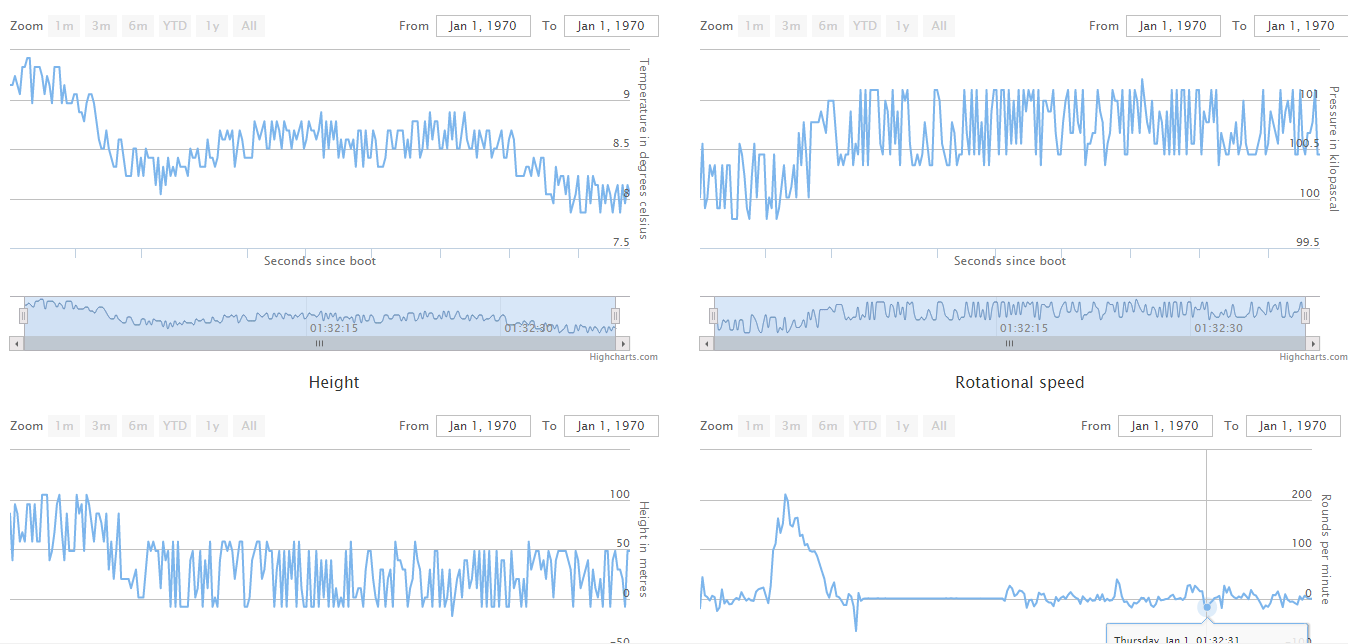 Zoom 1m 3m 6m YTD 1y All From Jan 1, 1970 To Jan 1, 1970
9
8.5
8
7.5
Temperature in degrees celsius
Seconds since boot
01:32:15 01:32:30
Highcharts.com
Zoom 1m 3m 6m YTD 1y All From Jan 1, 1970 To Jan 1, 1970
101
100.5
100
99.5
Pressure in kilopascal
Seconds since boot
01:32:15 01:32:30
Highcharts.com
Height
Zoom 1m 3m 6m YTD 1y All From Jan 1, 1970 To Jan 1, 1970
100
50
0
-50
Height in metres
Rotational speed
Zoom 1m 3m 6m YTD 1y All From Jan 1, 1970 To Jan 1, 1970
200
100
0
-100
Rounds per minute
Thursday, Jan 1, 01:32:31